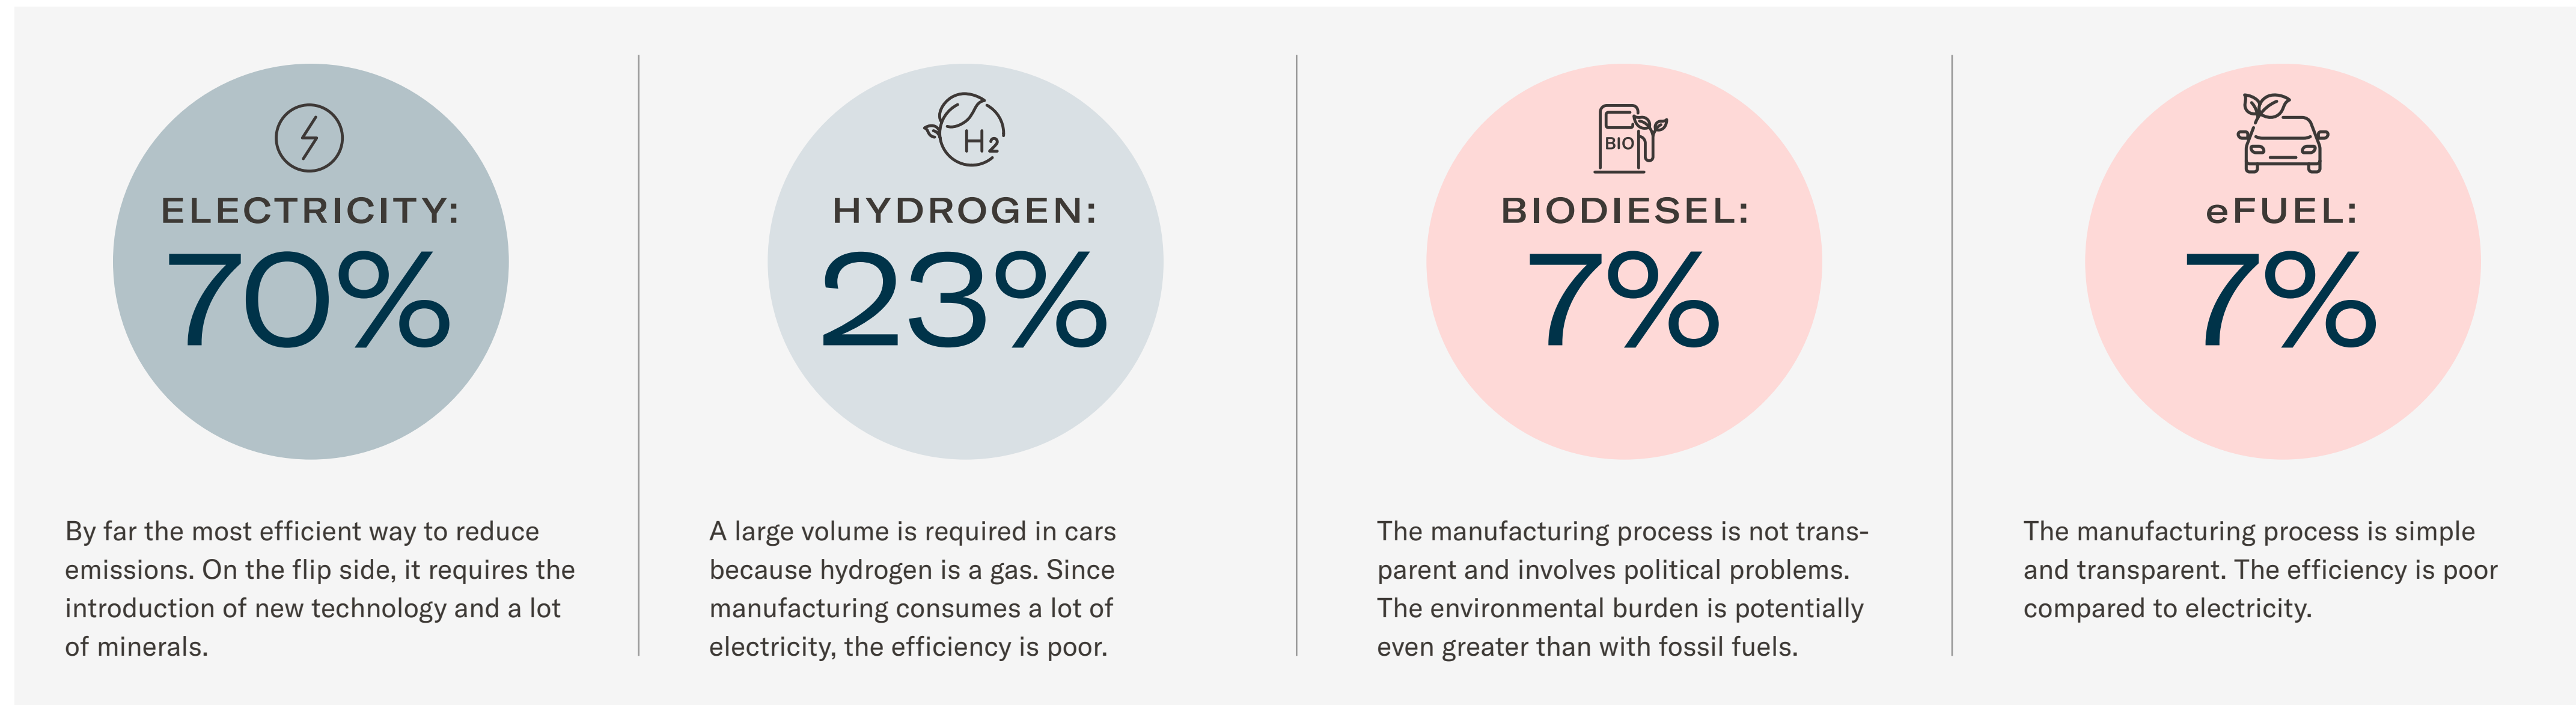 ELECTRICITY:
70%
By far the most efficient way to reduce
emissions. On the flip side, it requires the
introduction of new technology and a lot
of minerals.
H2
HYDROGEN:
23%
A large volume is required in cars
because hydrogen is a gas. Since
manufacturing consumes a lot of
electricity, the efficiency is poor.
BIO
BIODIESEL:
7%
The manufacturing process is not trans-
parent and involves political problems.
The environmental burden is potentially
even greater than with fossil fuels.
eFUEL:
7%
The manufacturing process is simple
and transparent. The efficiency is poor
compared to electricity.